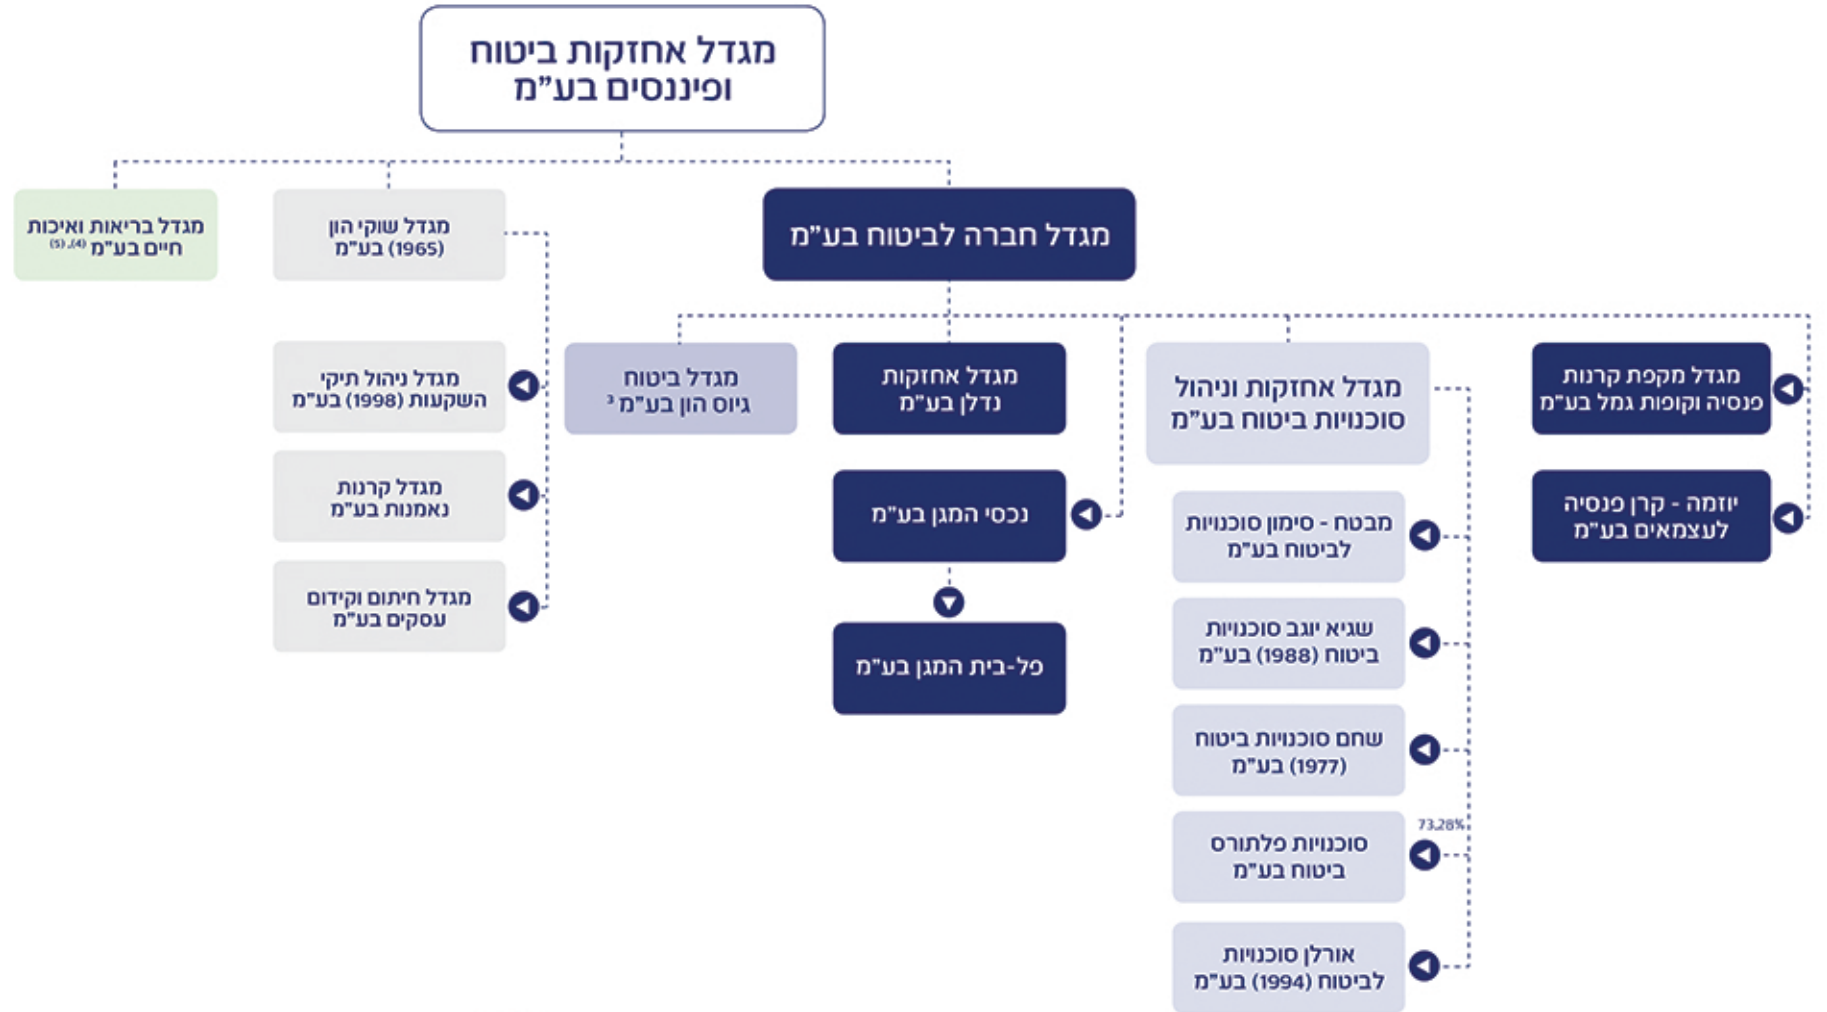 מגדל אחזקות ביטוח
ופיננסים בע"מ
מגדל חברה לביטוח בע"מ
מגדל שוקי הון
(1965) בע"מ
מגדל בריאות ואיכות
חיים בע"מ (4), (5)
מגדל מקפת קרנות
פנסיה וקופות גמל בע"מ
יוזמה - קרן פנסיה
לעצמאים בע"מ
מגדל אחזקות וניהול
סוכנויות ביטוח בע"מ
מבטח - סימון סוכנויות
לביטוח בע"מ
שגיא יוגב סוכנויות
ביטוח (1988) בע"מ
שחם סוכנויות ביטוח
(1977) בע"מ
73.28%
סוכנויות פלתורס
ביטוח בע"מ
אורלן סוכנויות
לביטוח (1994) בע"מ
מגדל אחזקות
נדלן בע"מ
נכסי המגן בע"מ
פל-בית המגן בע"מ
מגדל ביטוח
גיוס הון בע"מ ³
מגדל ניהול תיקי
השקעות (1998) בע"מ
מגדל קרנות
נאמנות בע"מ
מגדל חיתום וקידום
עסקים בע"מ